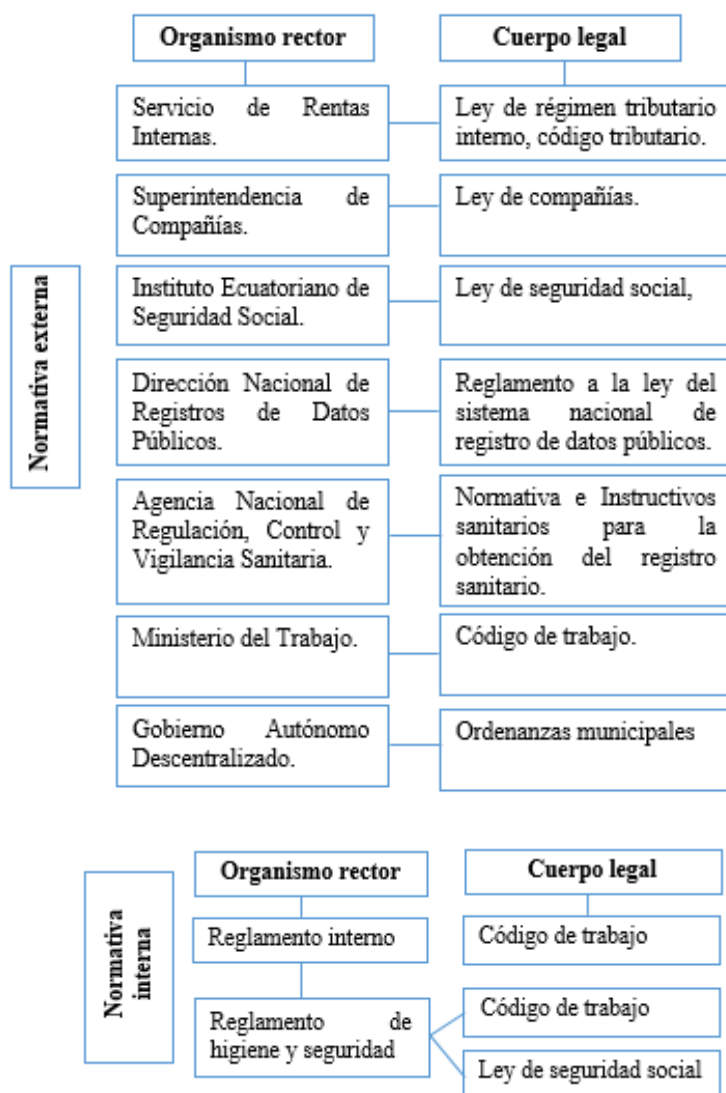 Organismo rector
Cuerpo legal
Servicio de Rentas
Internas.
Ley de régimen tributario
interno, código tributario.
Superintendencia de
Compañías.
Ley de compañías.
Normativa externa
Instituto Ecuatoriano de
Seguridad Social.
Ley de seguridad social,
Dirección Nacional de
Registros de Datos
Públicos.
Reglamento a la ley del
sistema nacional de
registro de datos públicos.
Agencia Nacional de
Regulación, Control y
Vigilancia Sanitaria.
Normativa e Instructivos
sanitarios para la
obtención del registro
sanitario.
Ministerio del Trabajo.
Código de trabajo.
Gobierno Autónomo
Descentralizado.
Ordenanzas municipales
Normativa
interna
Organismo rector
Cuerpo legal
Reglamento interno
Código de trabajo
Reglamento de
higiene y seguridad
Código de trabajo
Ley de seguridad social